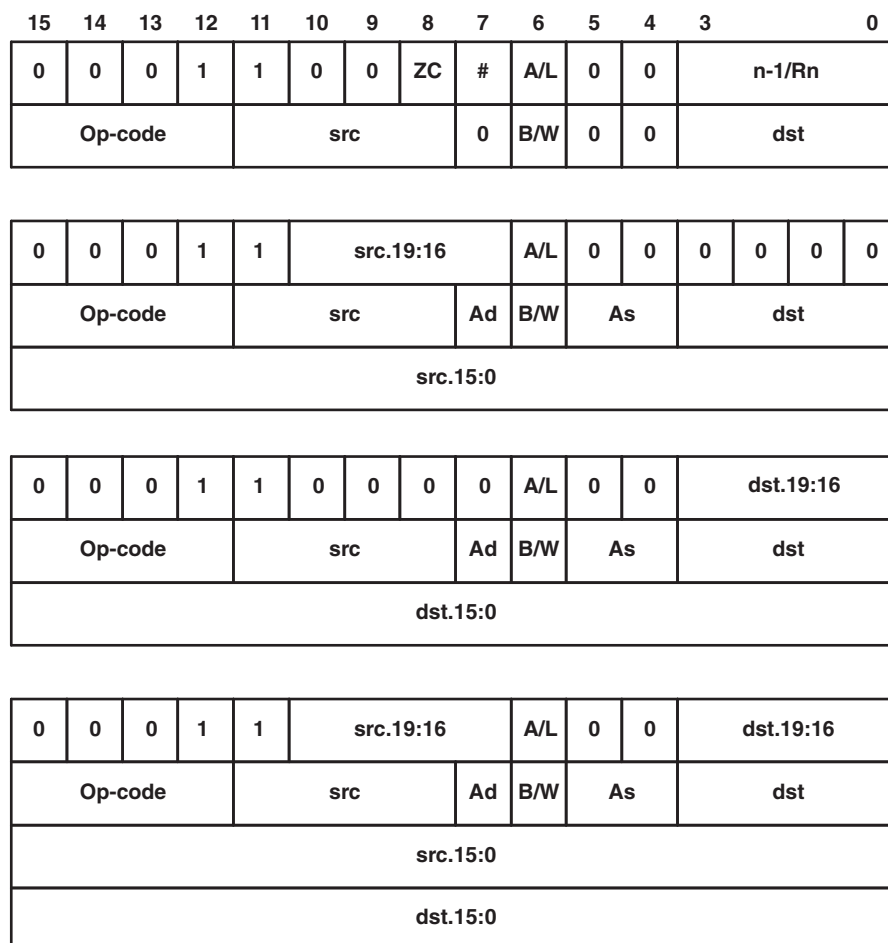 15 14 13 12 11 10 9 8 7 6 5 4 3 0
0 0 0 1 1 0 0 ZC # A/L 0 0 n-1/Rn
Op-code src 0 B/W 0 0 dst
0 0 0 1 1 src.19:16 A/L 0 0 0 0 0 0
Op-code src Ad B/W As dst
src.15:0
0 0 0 1 1 0 0 0 0 A/L 0 0 dst.19:16
Op-code src Ad B/W As dst
dst.15:0
0 0 0 1 1 src.19:16 A/L 0 0 dst.19:16
Op-code src Ad B/W As dst
src.15:0
dst.15:0